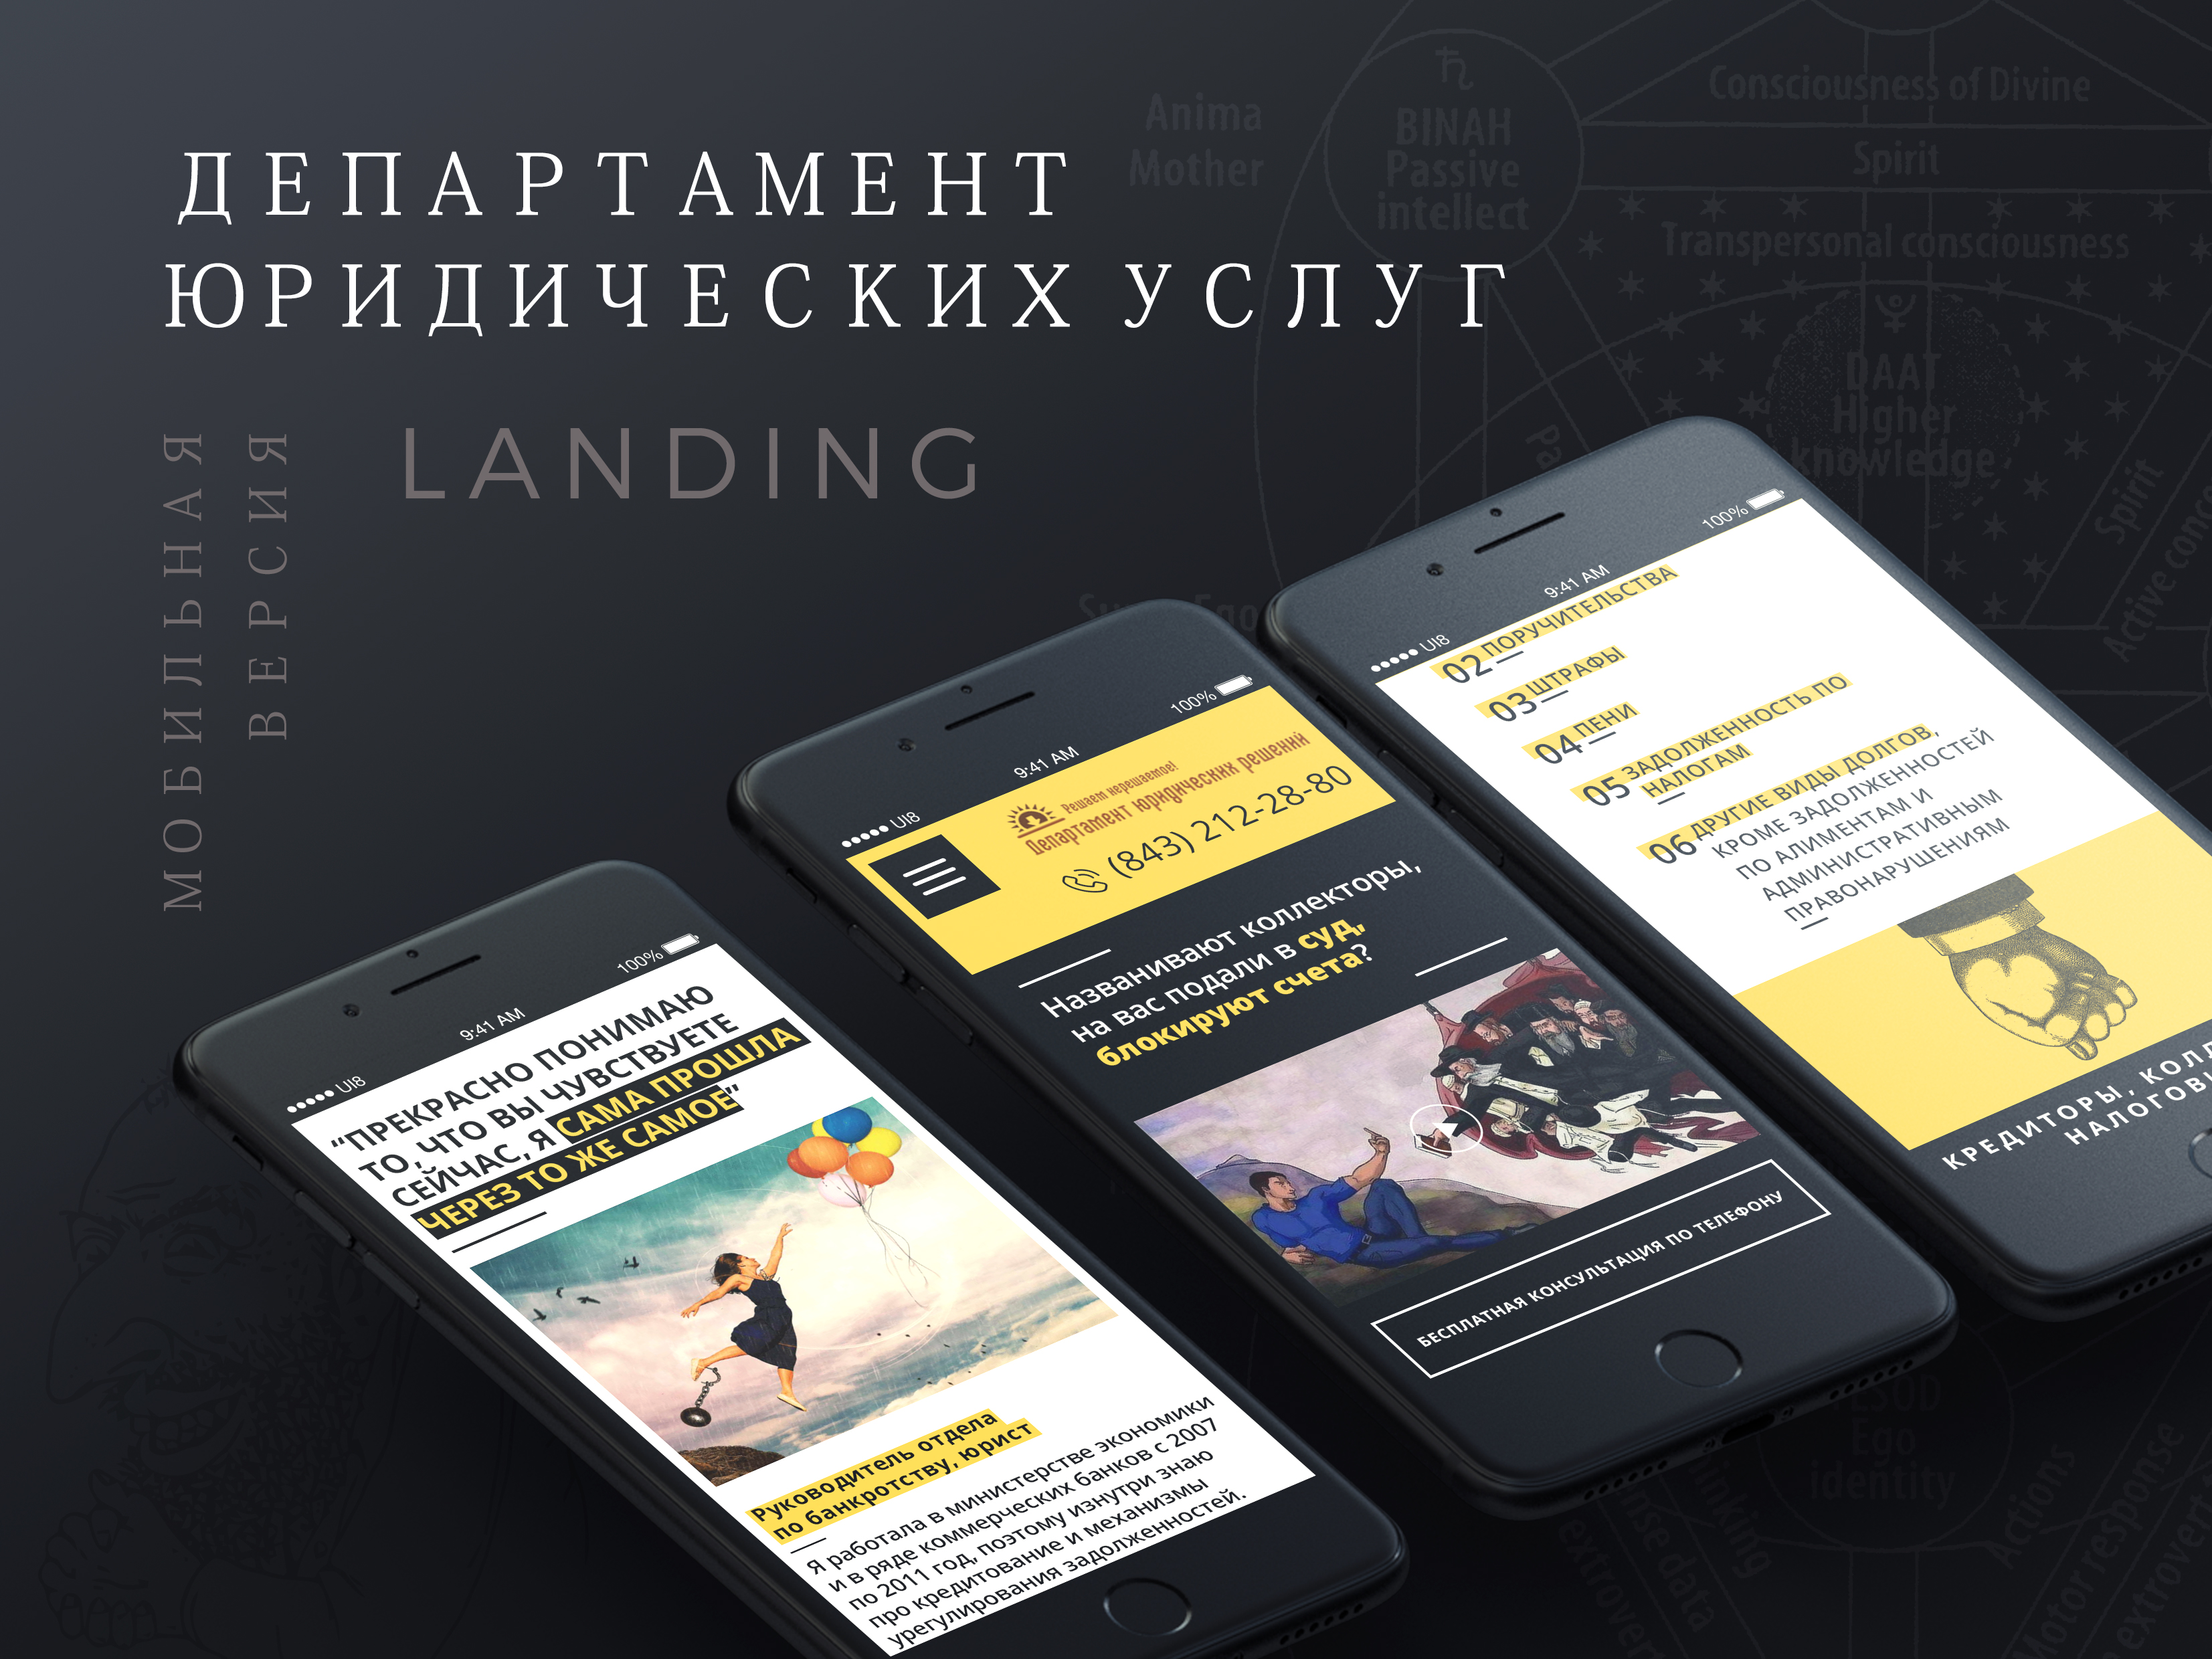 ДЕПАРТАМЕНТ
ЮРИДИЧЕСКИХ УСЛУГ
LANDING
МОБИЛЬНАЯ
ВЕРСИЯ
Anima
Mother
BINAH
Passive
intellect
Consciousness of Divine
Spirit
Transpersonal consciousness
DAAT
Higher
knowledge
Spirit
UI8
9:41 AM
100%
“ПРЕКРАСНО ПОНИМАЮ
ТО, ЧТО ВЫ ЧУВСТВУЕТЕ
СЕЙЧАС, Я САМА ПРОШЛА
ЧЕРЕЗ ТО ЖЕ САМОЕ”
Руководитель отдела
по банкротству, юрист
Я работала в министерстве экономики
и в ряде коммерческих банков с 2007
по 2011 год, поэтому изнутри знаю
про кредитование и механизмы
урегулирования задолженностей.
UI8
9:41 AM
100%
Решаем нерешаемое!
Департамент юридических решений
(843) 212-28-80
Названивают коллекторы,
на вас подали в суд,
блокируют счета?
БЕСПЛАТНАЯ КОНСУЛЬТАЦИЯ ПО ТЕЛЕФОНУ
UI8
9:41 AM
100%
02 ПОРУЧИТЕЛЬСТВА
03 ШТРАФЫ
04 ПЕНИ
05 ЗАДОЛЖЕННОСТЬ ПО
НАЛОГАМ
06 ДРУГИЕ ВИДЫ ДОЛГОВ,
КРОМЕ ЗАДОЛЖЕННОСТЕЙ
ПО АЛИМЕНТАМ И
АДМИНИСТРАТИВНЫМ
ПРАВОНАРУШЕНИЯМ
КРЕДИТОРЫ, КОЛЛ
НАЛОГОВ
Ego
identity
Actions
Motor response